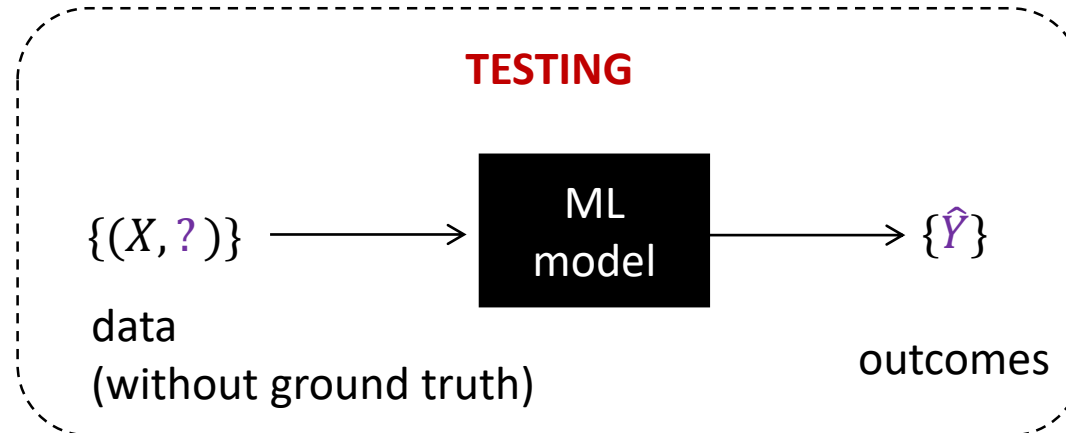 TESTING
{(X, ?)}
ML
model
{Ŷ}
data
(without ground truth)
outcomes